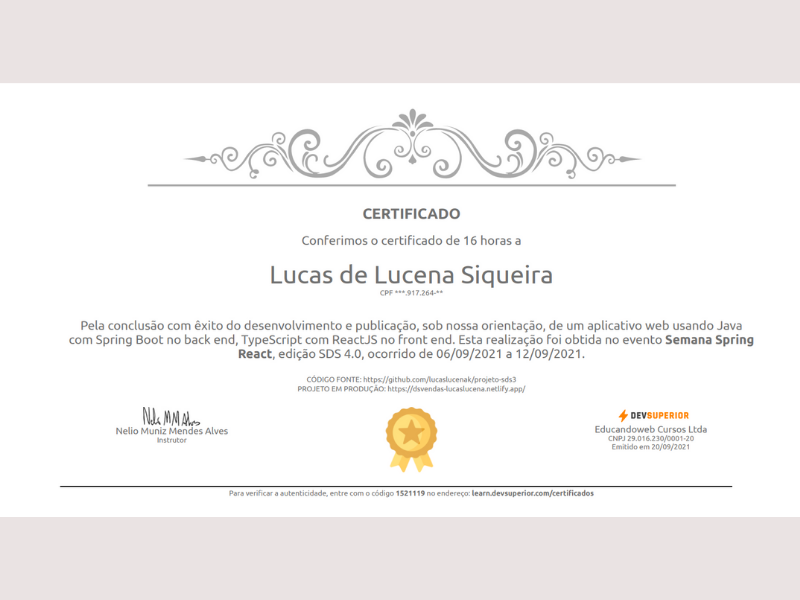 CERTIFICADO
Conferimos o certificado de 16 horas a
Lucas de Lucena Siqueira
CPF ***.917.264-**
Pela conclusão com êxito do desenvolvimento e publicação, sob nossa orientação, de um aplicativo web usando Java
com Spring Boot no back end, TypeScript com ReactJS no front end. Esta realização foi obtida no evento Semana Spring
React, edição SDS 4.0, ocorrido de 06/09/2021 a 12/09/2021.
CÓDIGO FONTE: https://github.com/lucaslucenak/projeto-sds3
PROJETO EM PRODUÇÃO: https://dsvendas-lucaslucena.netlify.app/
Nelio Muniz Mendes Alves
Instrutor
DEVSUPERIOR
Educandoweb Cursos Ltda
CNPJ 29.016.230/0001-20
Emitido em 20/09/2021
Para verificar a autenticidade, entre com o código 1521119 no endereço: learn.devsuperior.com/certificados